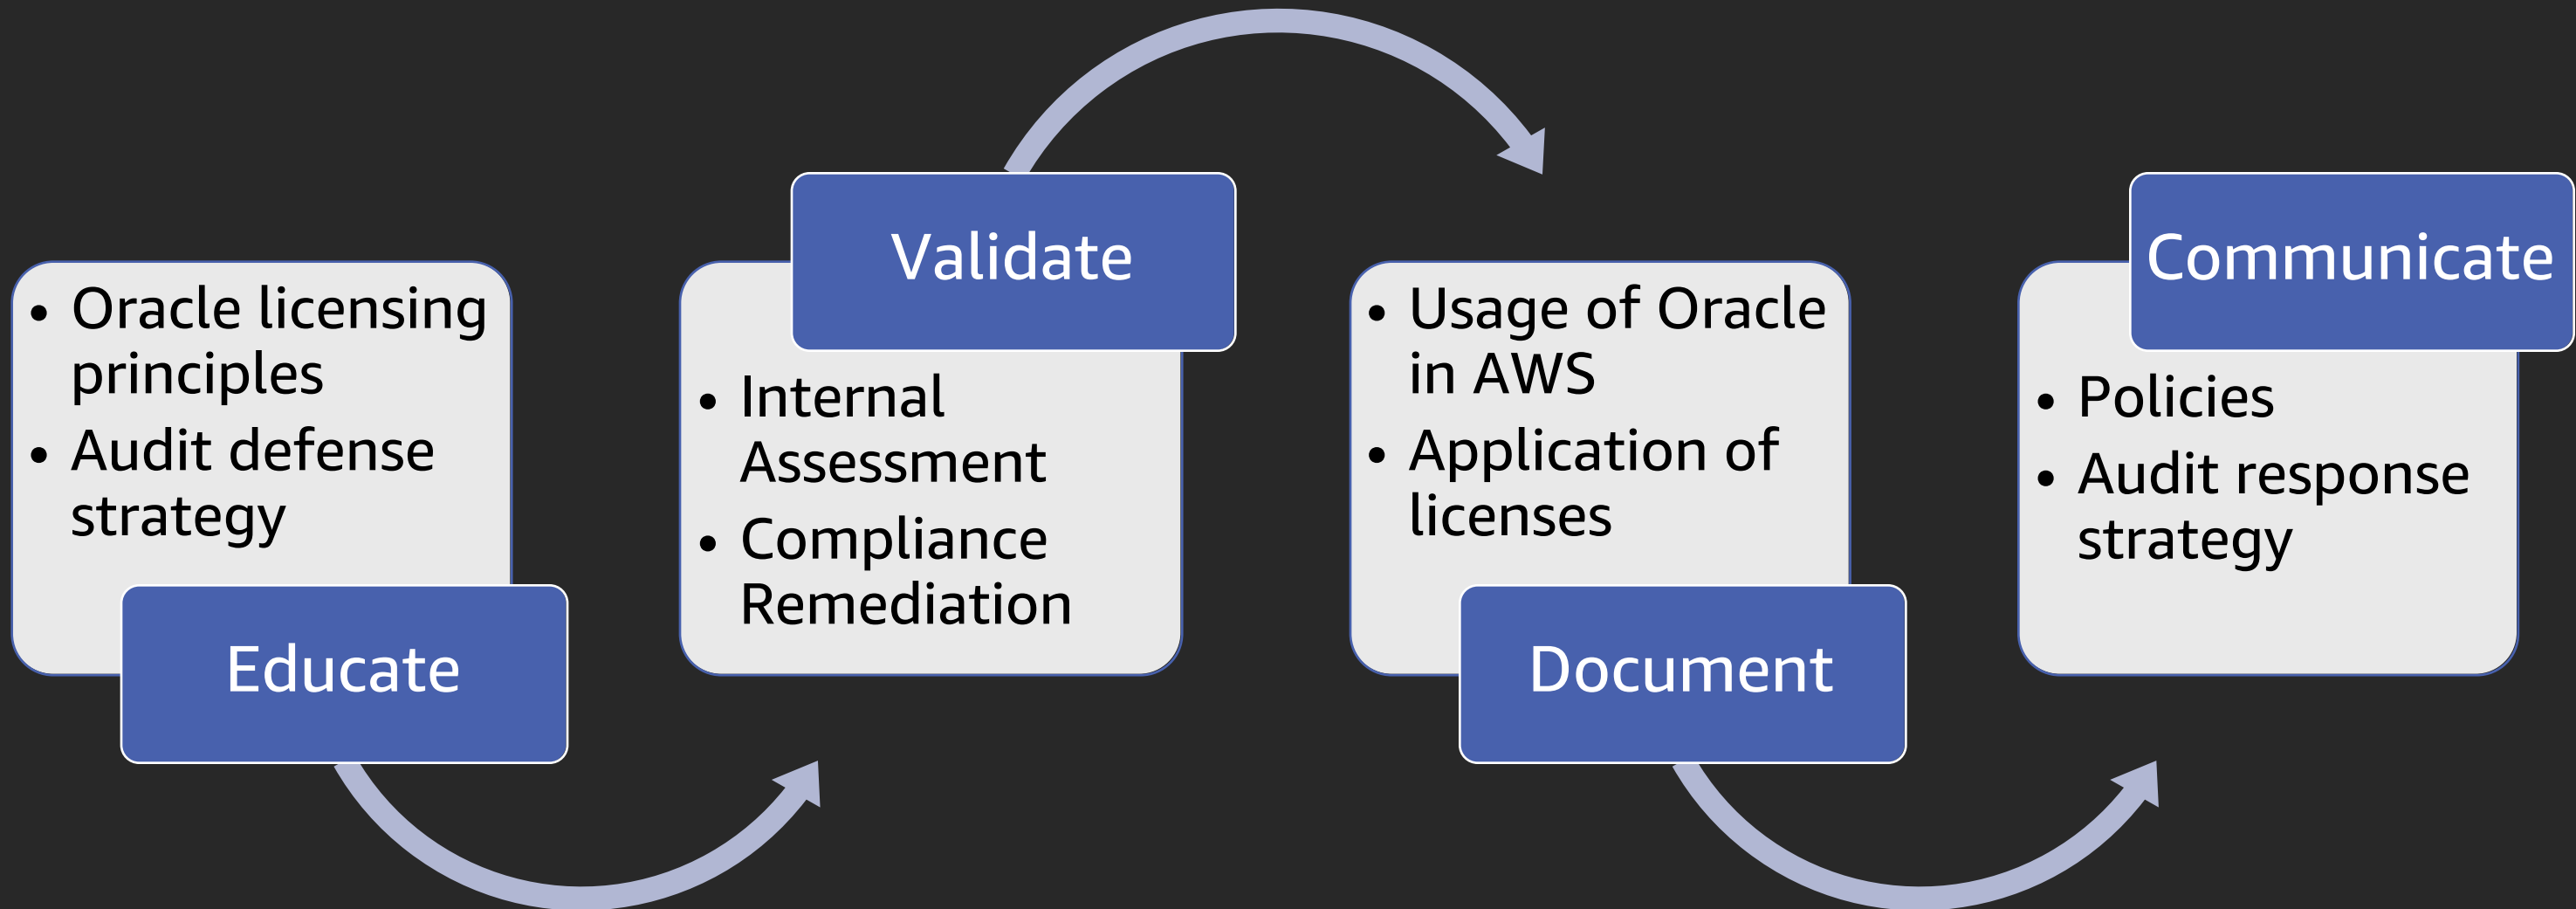 • Oracle licensing
principles
• Audit defense
strategy
Educate
Validate
• Internal
Assessment
• Compliance
Remediation
• Usage of Oracle
in AWS
• Application of
licenses
Document
Communicate
• Policies
• Audit response
strategy